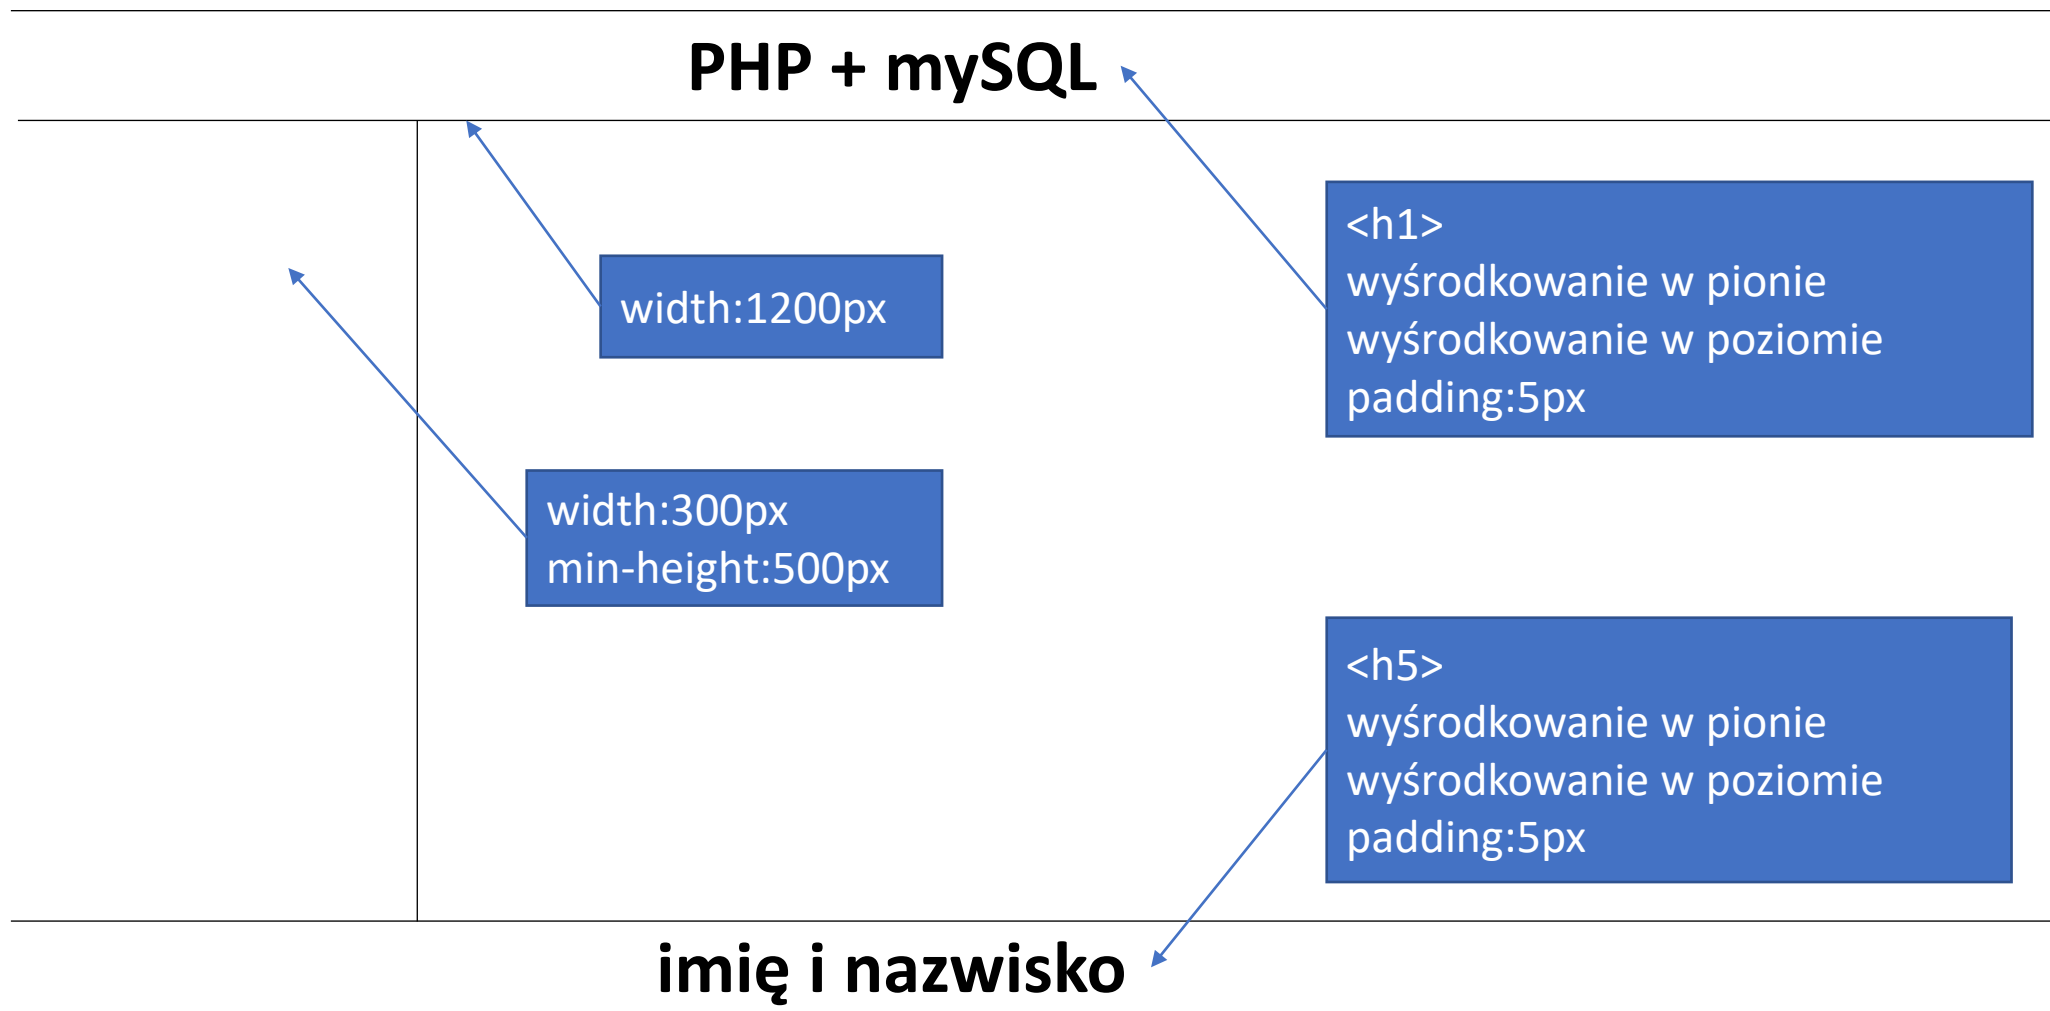 PHP + mySQL
<h1>
wyśrodkowanie w pionie
wyśrodkowanie w poziomie
padding:5px
width:1200px
width:300px
min-height:500px
<h5>
wyśrodkowanie w pionie
wyśrodkowanie w poziomie
padding:5px
imię i nazwisko